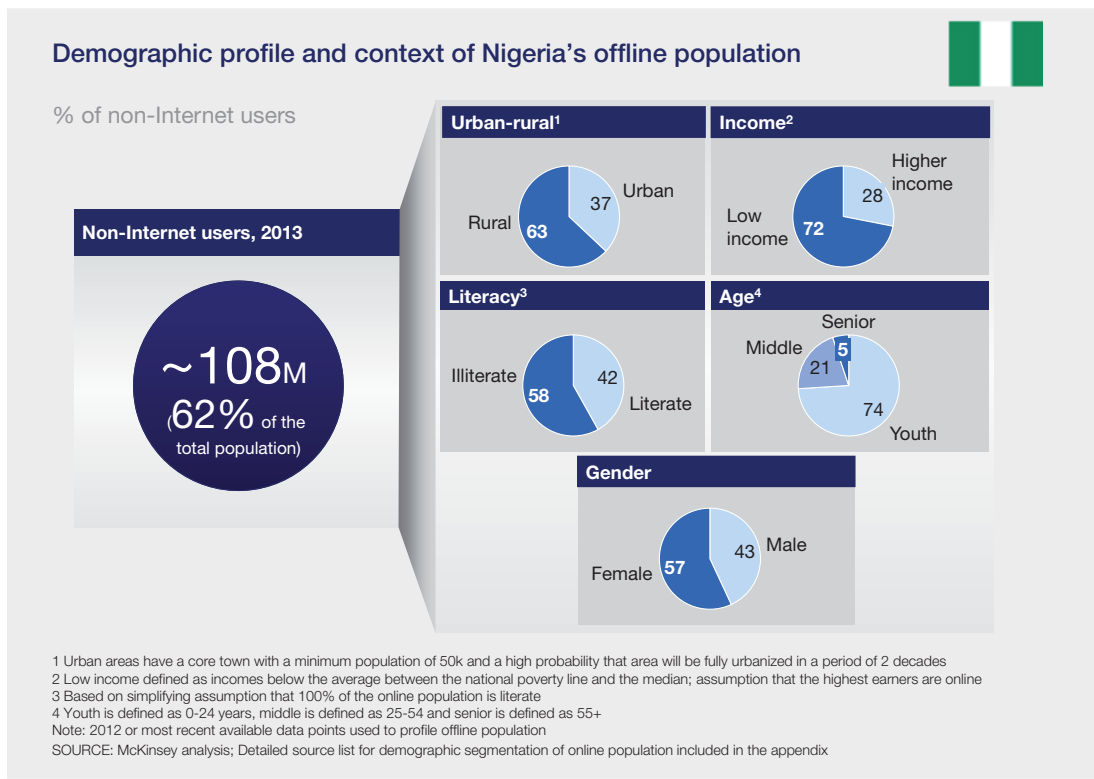 Demographic profile and context of Nigeria's offline population
% of non-Internet users
Non-Internet users, 2013
~108M
(62% of the
total population)
Urban-rural1
Urban
37
Rural
63
Income2
Higher
income
28
Low
income
72
Literacy3
Illiterate
58
42
Literate
Age4
Senior
5
Middle
21
74
Youth
Gender
Male
43
Female
57
1 Urban areas have a core town with a minimum population of 50k and a high probability that area will be fully urbanized in a period of 2 decades
2 Low income defined as incomes below the average between the national poverty line and the median; assumption that the highest earners are online
3 Based on simplifying assumption that 100% of the online population is literate
4 Youth is defined as 0-24 years, middle is defined as 25-54 and senior is defined as 55+
Note: 2012 or most recent available data points used to profile offline population
SOURCE: McKinsey analysis; Detailed source list for demographic segmentation of online population included in the appendix